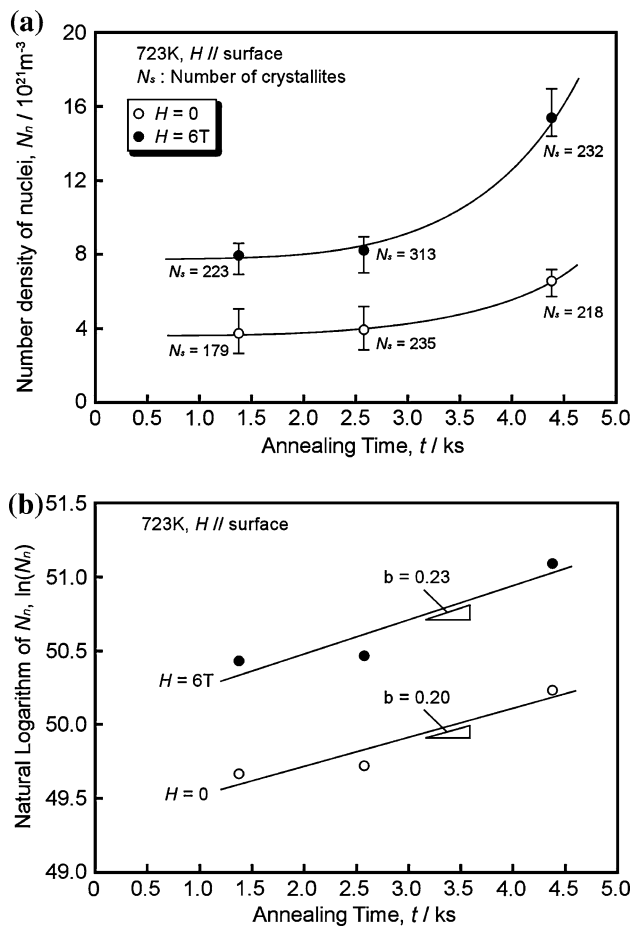 (a)
Number density of nuclei, Nn / 10²¹m⁻³
20
16
12
8
4
0
723K, H // surface
Ns : Number of crystallites
H = 0
H = 6T
Ns = 232
Ns = 313
Ns = 223
Ns = 218
Ns = 235
Ns = 179
0 0.5 1.0 1.5 2.0 2.5 3.0 3.5 4.0 4.5 5.0
Annealing Time, t / ks
(b)
Natural Logarithm of Nn, ln(Nn)
51.5
51.0
50.5
50.0
49.5
49.0
723K, H // surface
b = 0.23
H = 6T
b = 0.20
H = 0
0 0.5 1.0 1.5 2.0 2.5 3.0 3.5 4.0 4.5 5.0
Annealing Time, t / ks